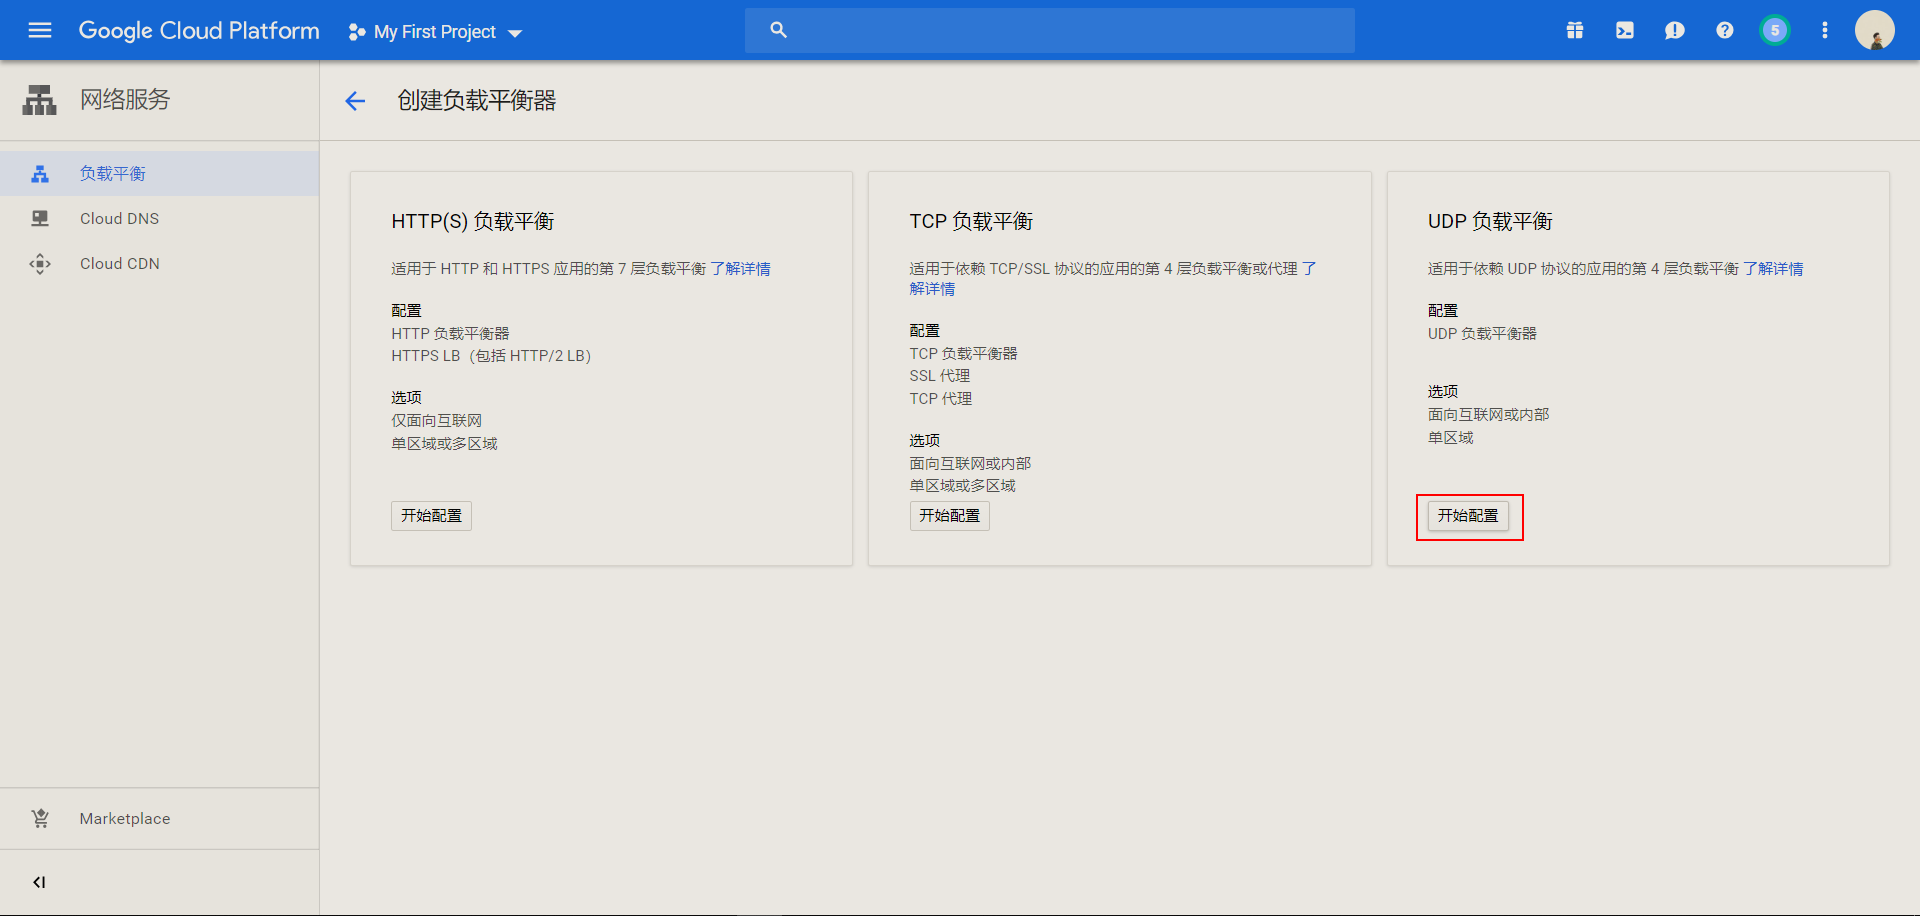 Google Cloud Platform
My First Project
5
网络服务
创建负载平衡器
负载平衡
Cloud DNS
Cloud CDN
HTTP(S) 负载平衡
适用于 HTTP 和 HTTPS 应用的第 7 层负载平衡 了解详情
配置
HTTP 负载平衡器
HTTPS LB（包括 HTTP/2 LB）
选项
仅面向互联网
单区域或多区域
开始配置
TCP 负载平衡
适用于依赖 TCP/SSL 协议的应用的第 4 层负载平衡或代理 了
解详情
配置
TCP 负载平衡器
SSL 代理
TCP 代理
选项
面向互联网或内部
单区域或多区域
开始配置
UDP 负载平衡
适用于依赖 UDP 协议的应用的第 4 层负载平衡 了解详情
配置
UDP 负载平衡器
选项
面向互联网或内部
单区域
开始配置
Marketplace